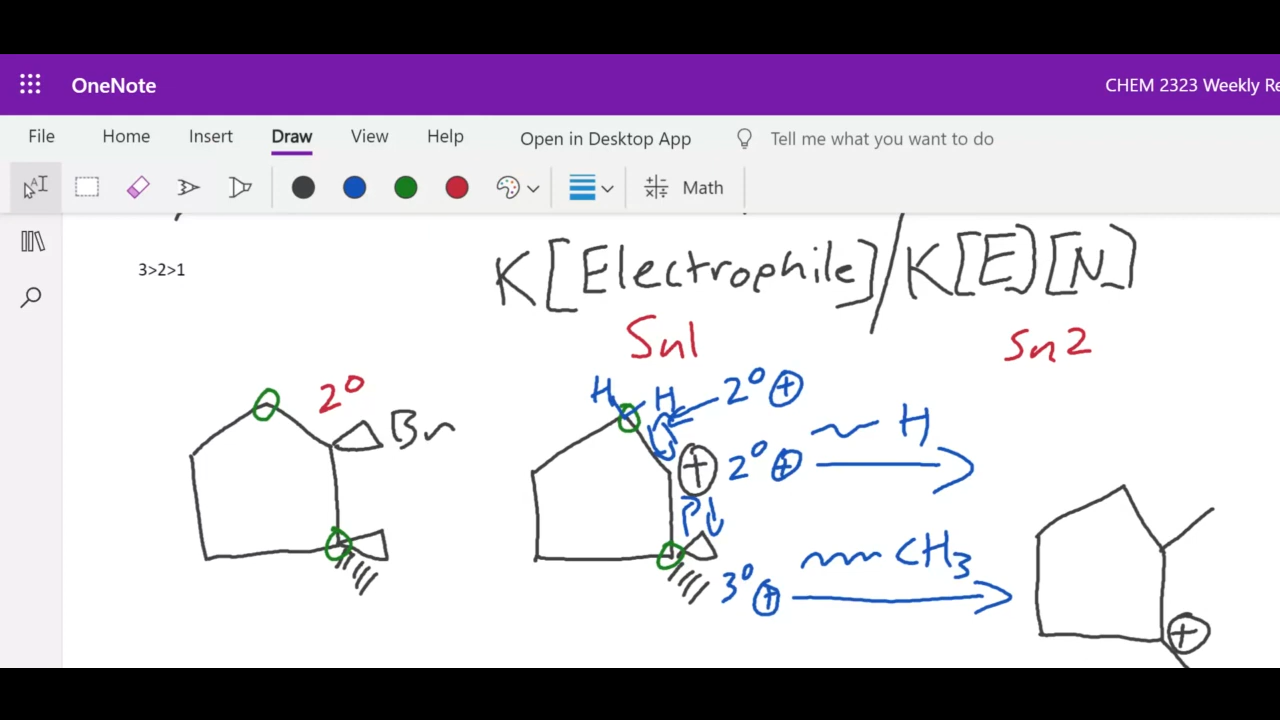 OneNote
CHEM 2323 Weekly Re
File Home Insert Draw View Help Open in Desktop App Tell me what you want to do
Math
3>2>1
K[Electrophile]/K[E][N]
Sn1 Sn2
2° Br
H H 2° +
+ 2° + H
3° + CH3
+